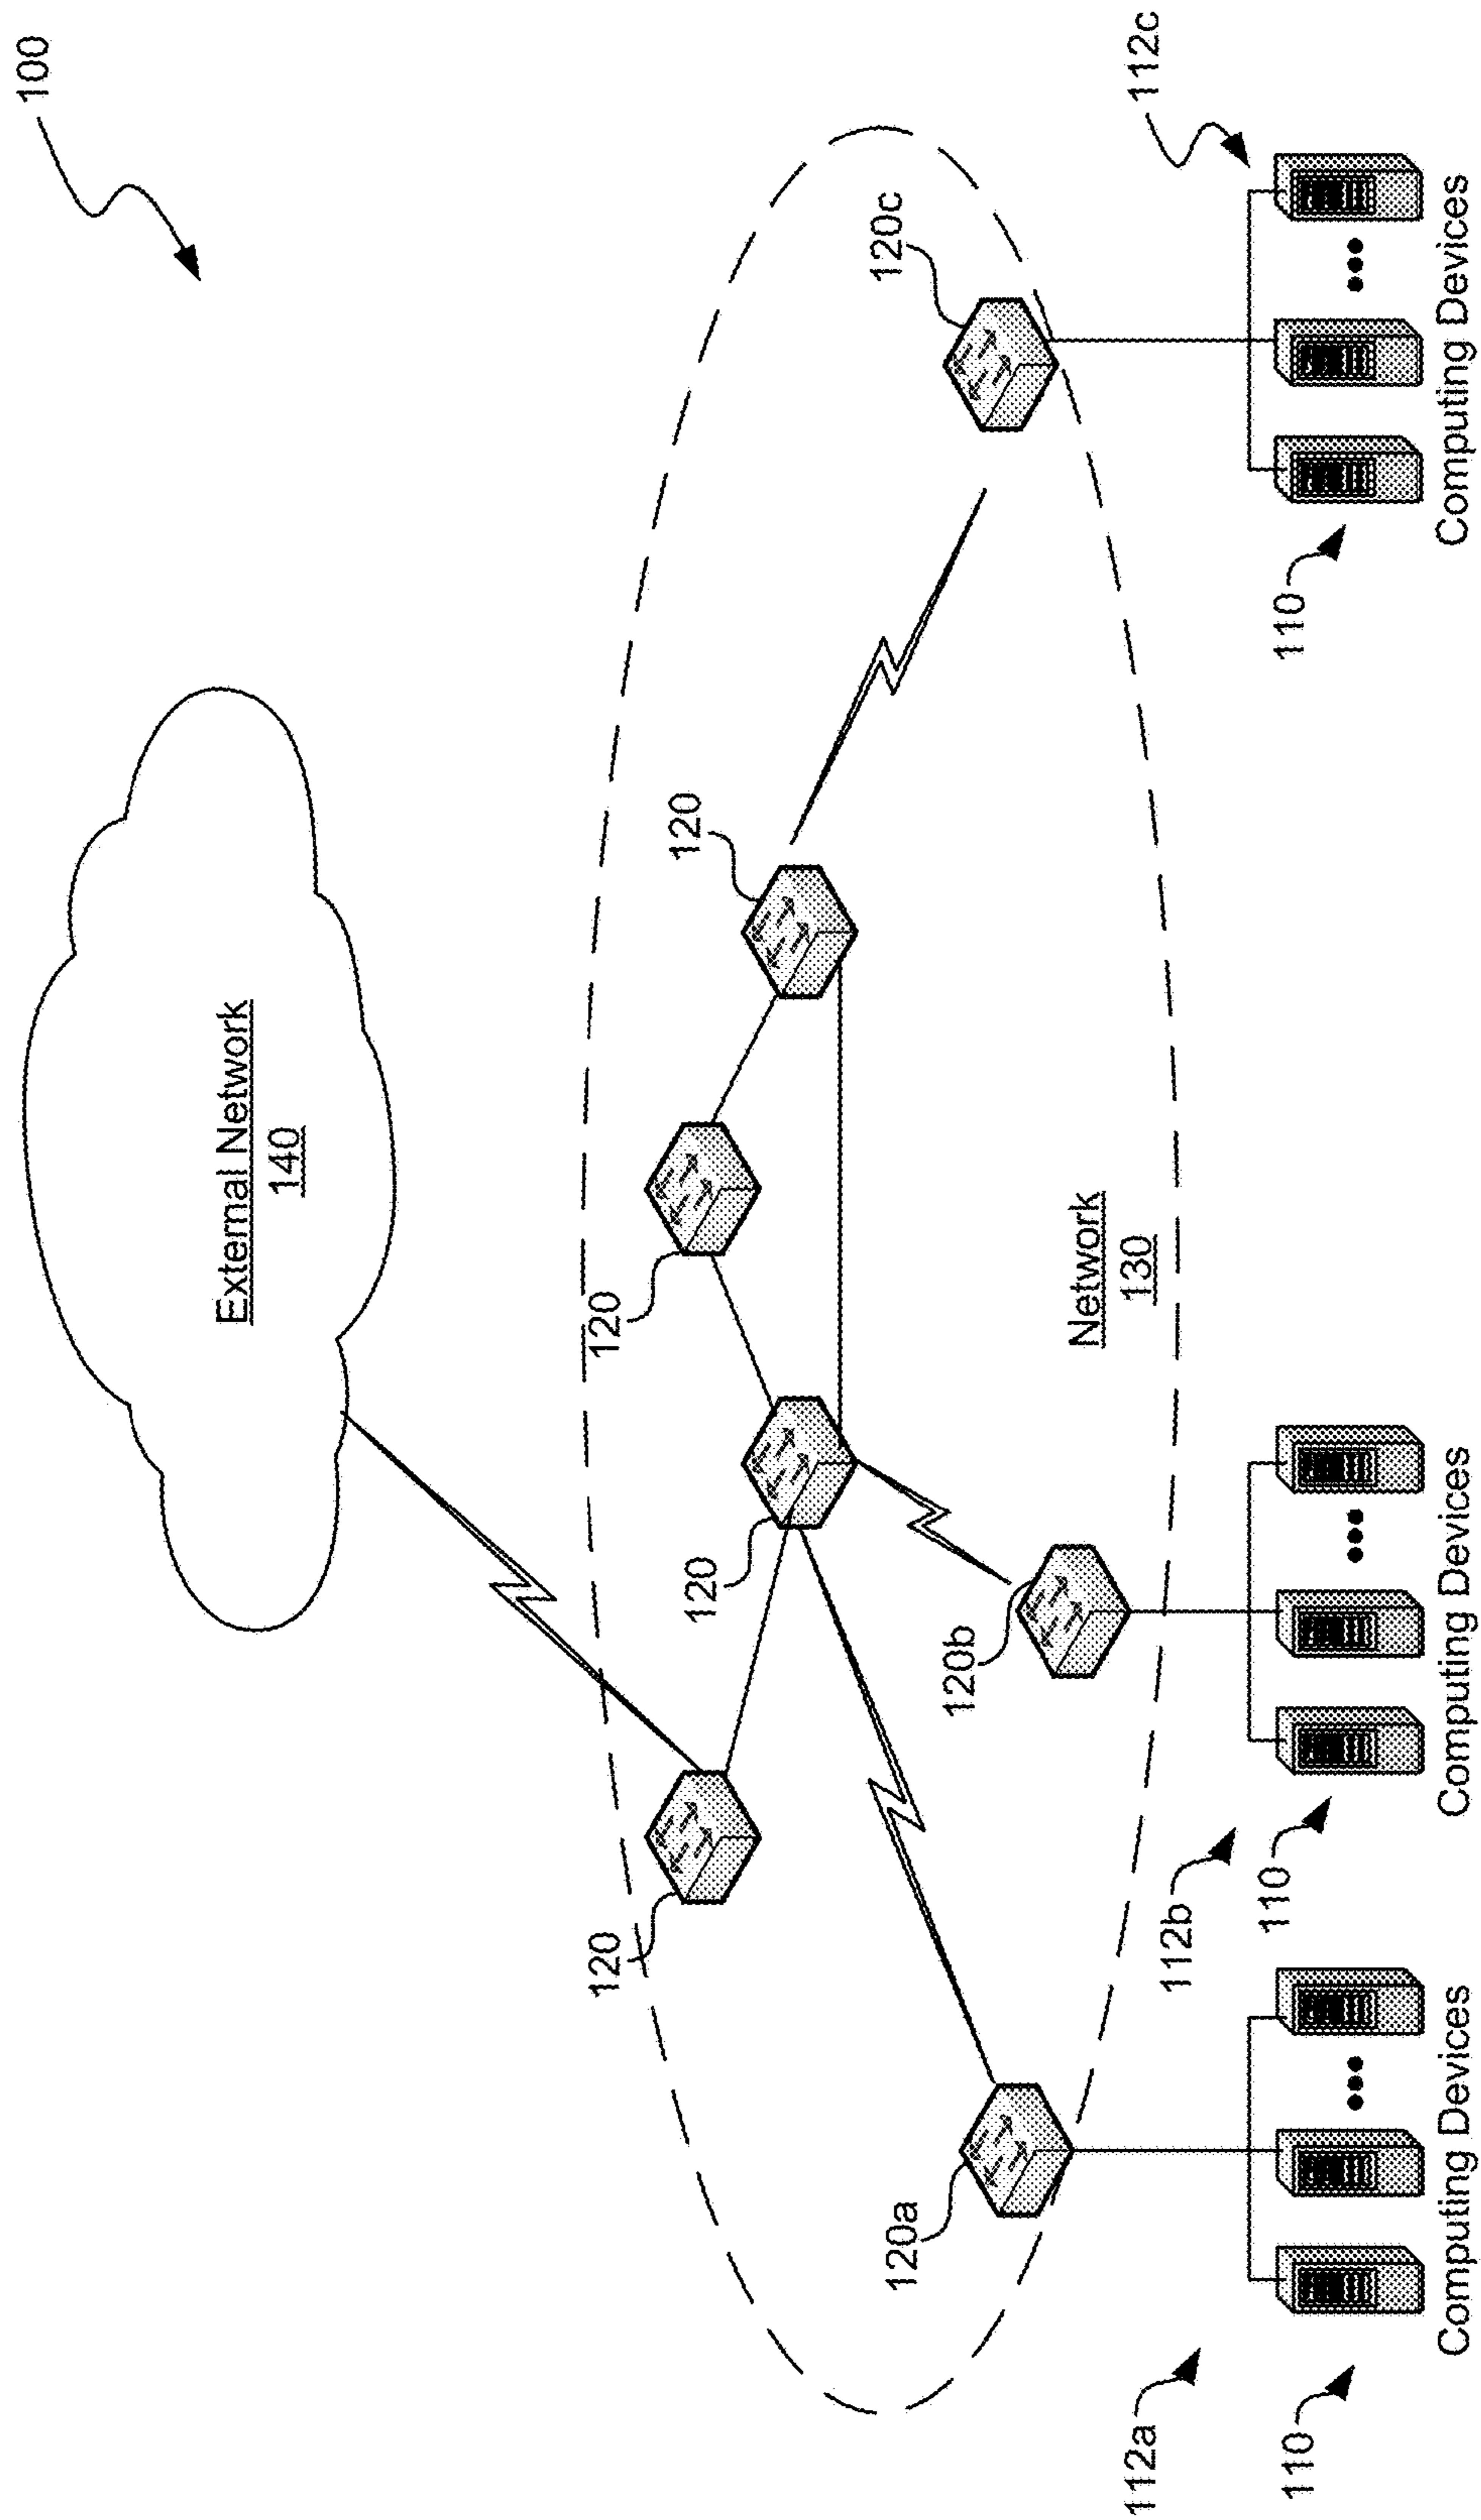 100
External Network
140
120
120
120
120
120a
120b
120c
Network
130
112a
110
Computing Devices
112b
110
Computing Devices
112c
110
Computing Devices